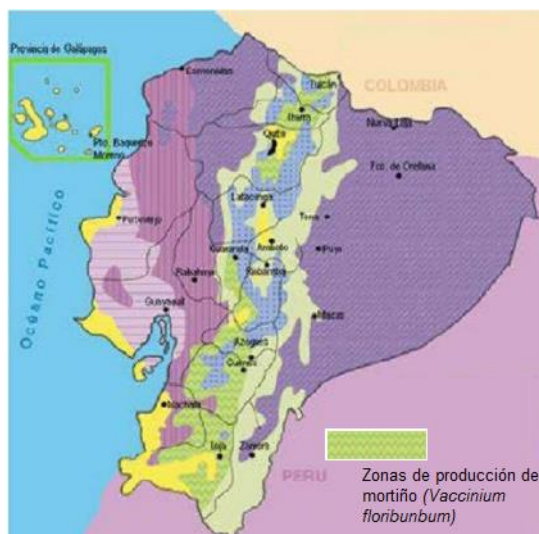 Provincia de Galápagos
Pto. Baquerizo
Moreno
Océano Pacífico
COLOMBIA
PERU
Esmeraldas
Tulcán
Ibarra
Quito
Nueva Loja
Fco. de Orellana
Portoviejo
Latacunga
Tena
Ambato
Puyo
Guaranda
Riobamba
Babahoyo
Guayaquil
Macas
Azogues
Cuenca
Machala
Loja
Zamora
Zonas de producción de
mortiño (Vaccinium
floribunbum)